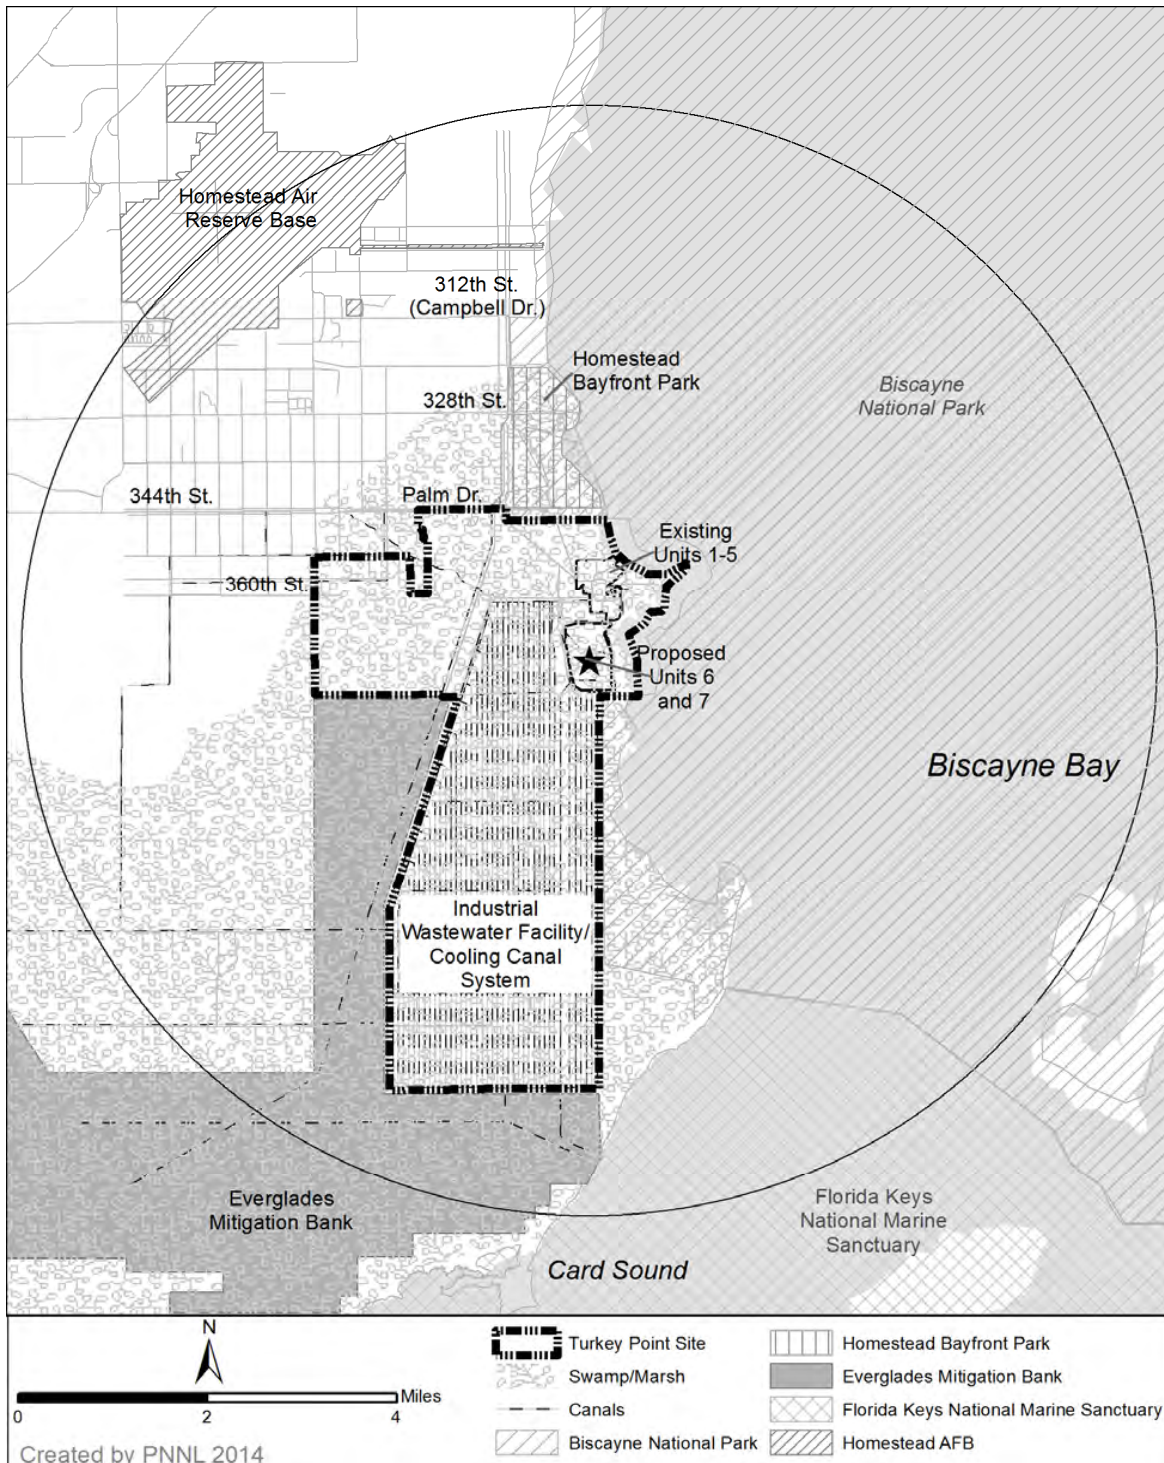 Homestead Air
Reserve Base
312th St.
(Campbell Dr.)
Homestead
Bayfront Park
Biscayne
National Park
328th St.
344th St.
Palm Dr.
Existing
Units 1-5
360th St.
Proposed
Units 6
and 7
Biscayne Bay
Industrial
Wastewater Facility/
Cooling Canal
System
Everglades
Mitigation Bank
Florida Keys
National Marine
Sanctuary
Card Sound
N
Miles
0 2 4
Created by PNNL 2014
Turkey Point Site
Swamp/Marsh
Canals
Biscayne National Park
Homestead Bayfront Park
Everglades Mitigation Bank
Florida Keys National Marine Sanctuary
Homestead AFB